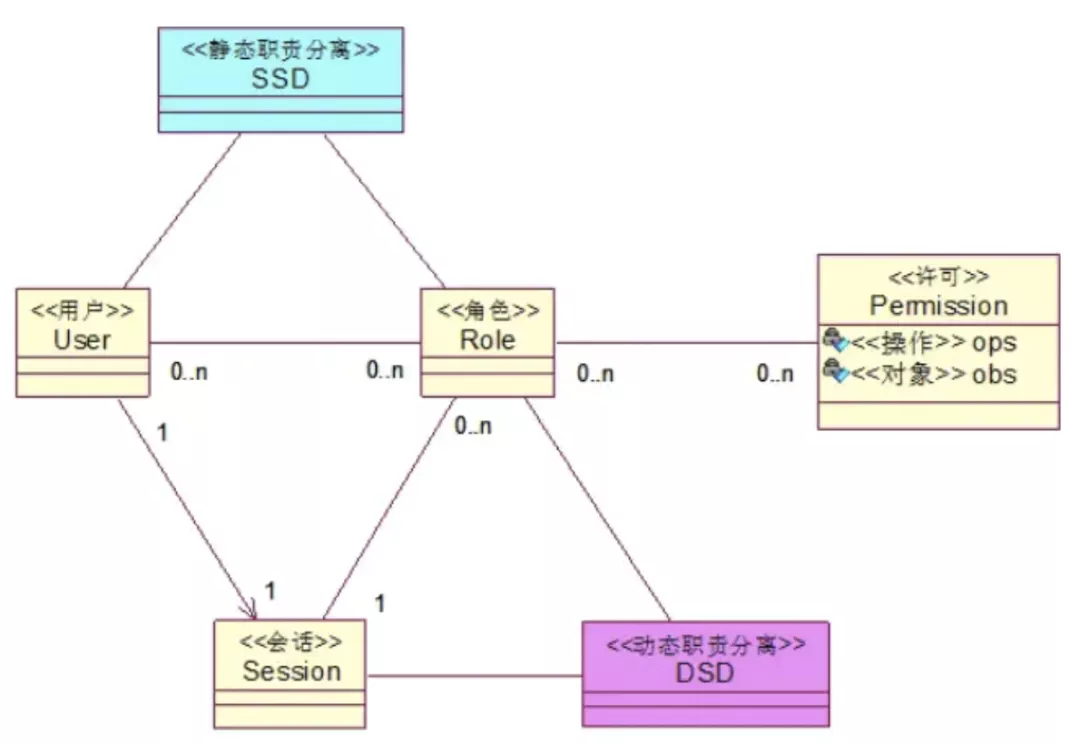 <<静态职责分离>>
SSD
<<用户>>
User
0..n
0..n
<<角色>>
Role
0..n
0..n
<<许可>>
Permission
<<操作>> ops
<<对象>> obs
1
0..n
1
1
<<会话>>
Session
<<动态职责分离>>
DSD